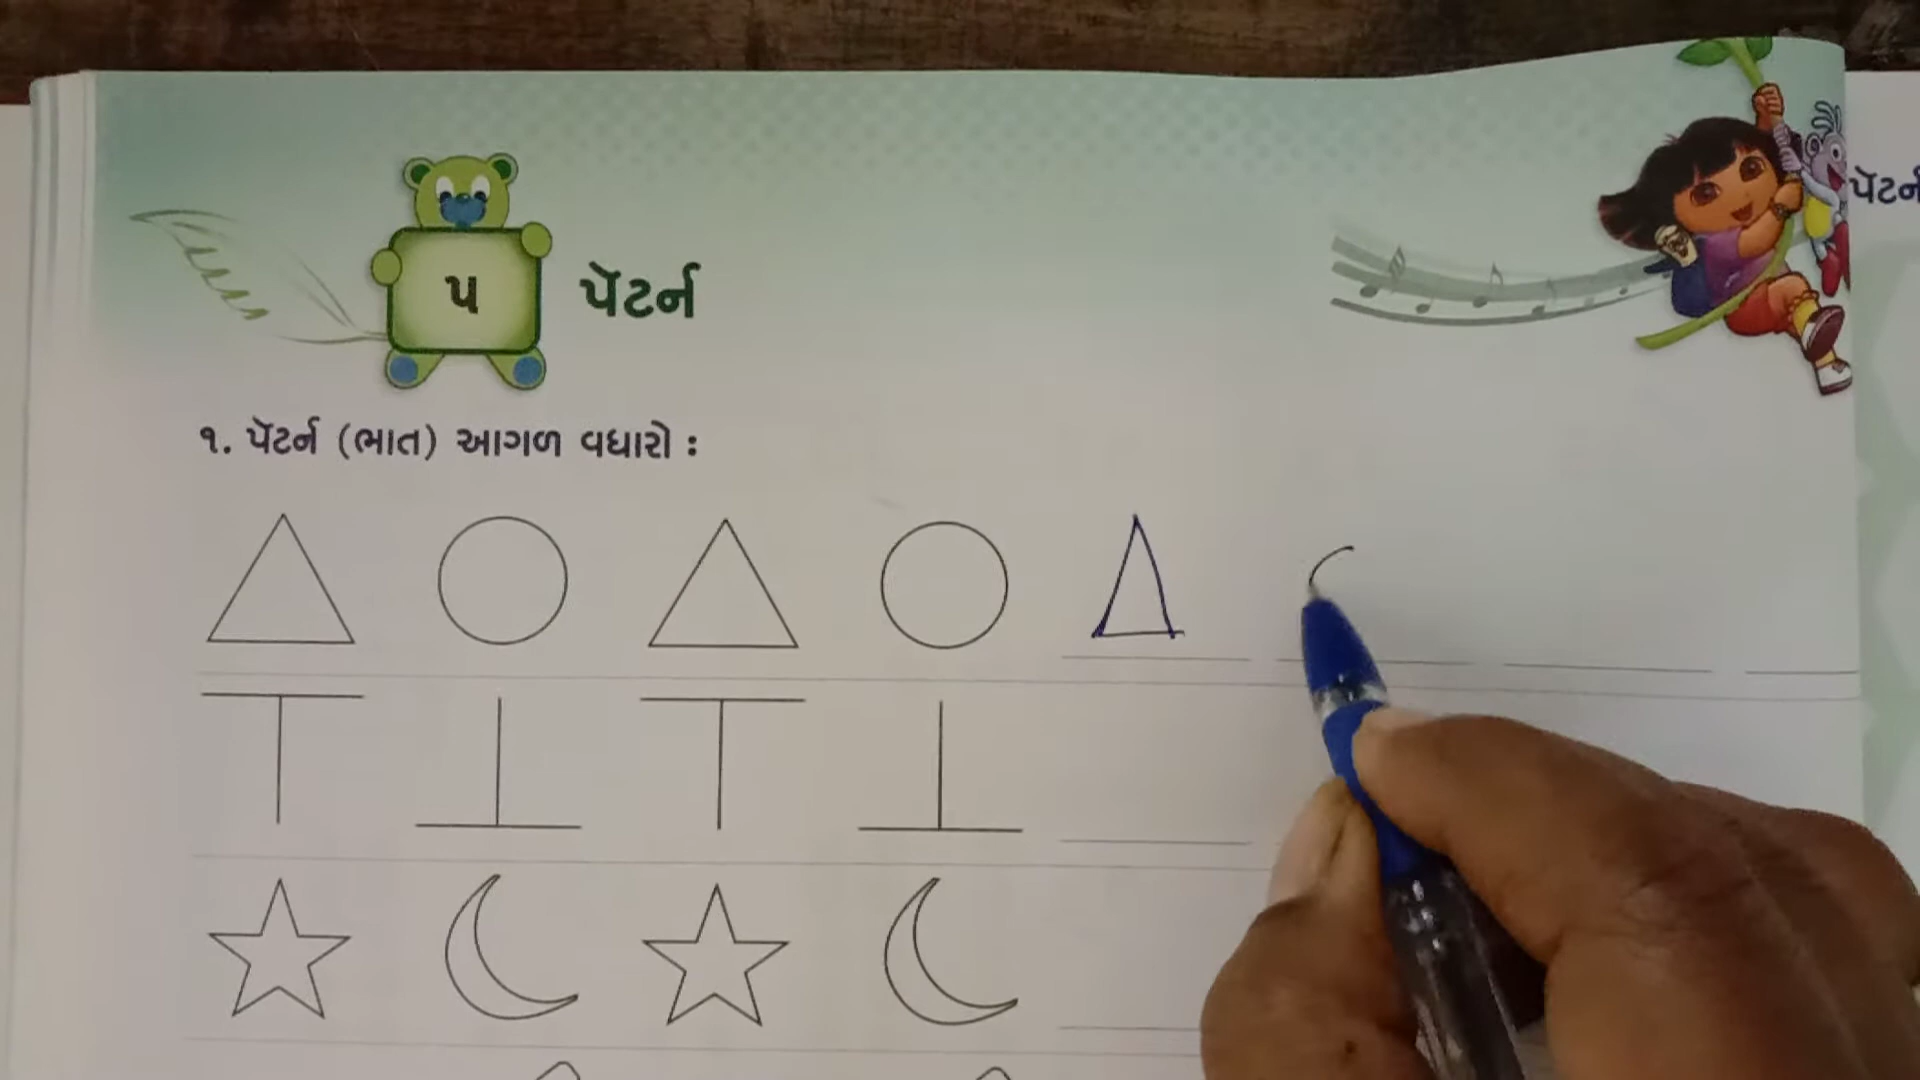 ૫ પેટર્ન
પેટર્ન
૧. પેટર્ન (ભાત) આગળ વધારો :